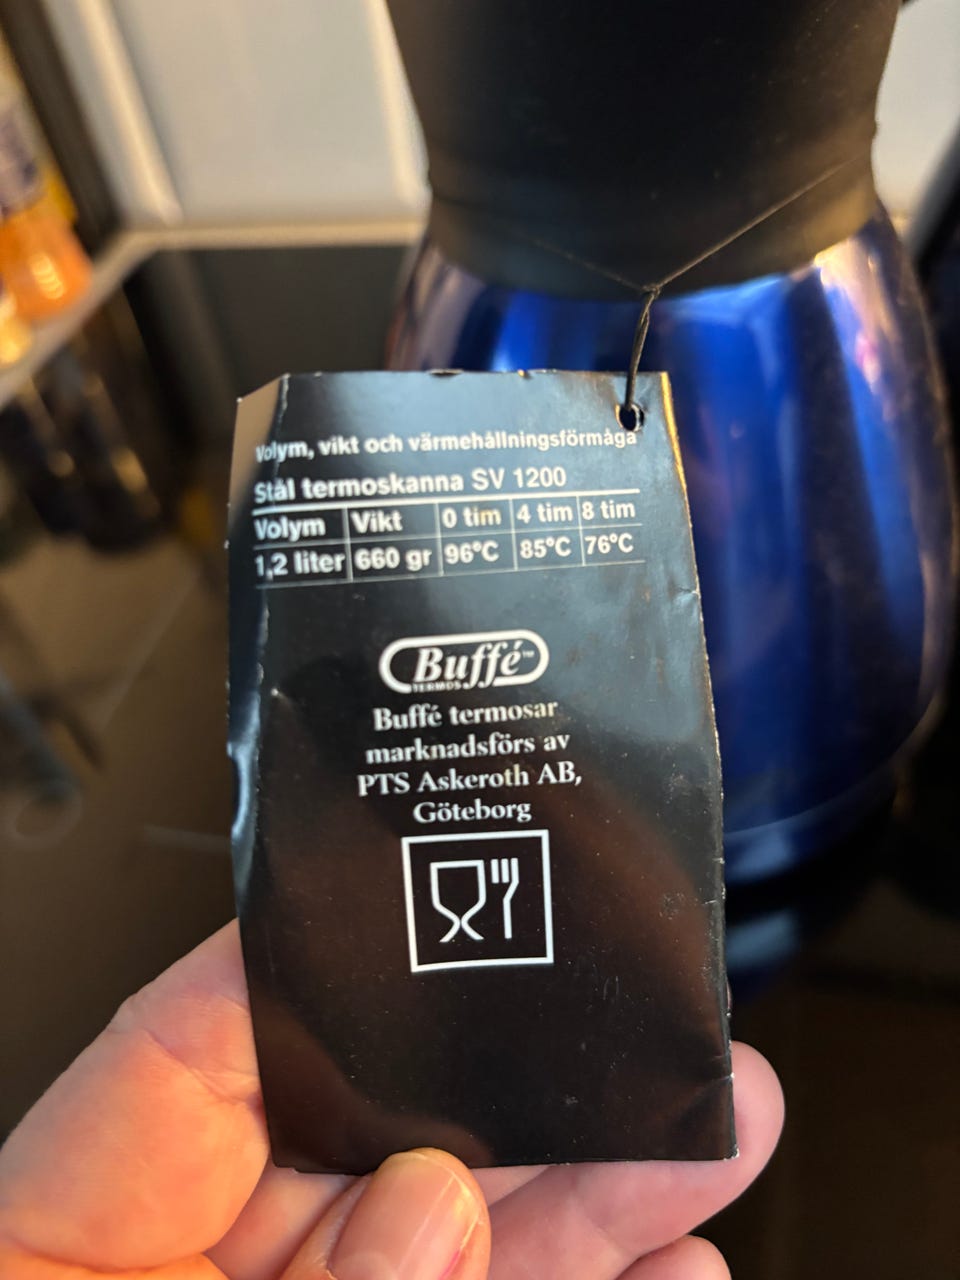 Volym, vikt och värmehållningsförmåga
Stål termoskanna SV 1200
Volym Vikt 0 tim 4 tim 8 tim
1,2 liter 660 gr 96°C 85°C 76°C
Buffé™
TERMOS
Buffé termosar
marknadsförs av
PTS Askeroth AB,
Göteborg